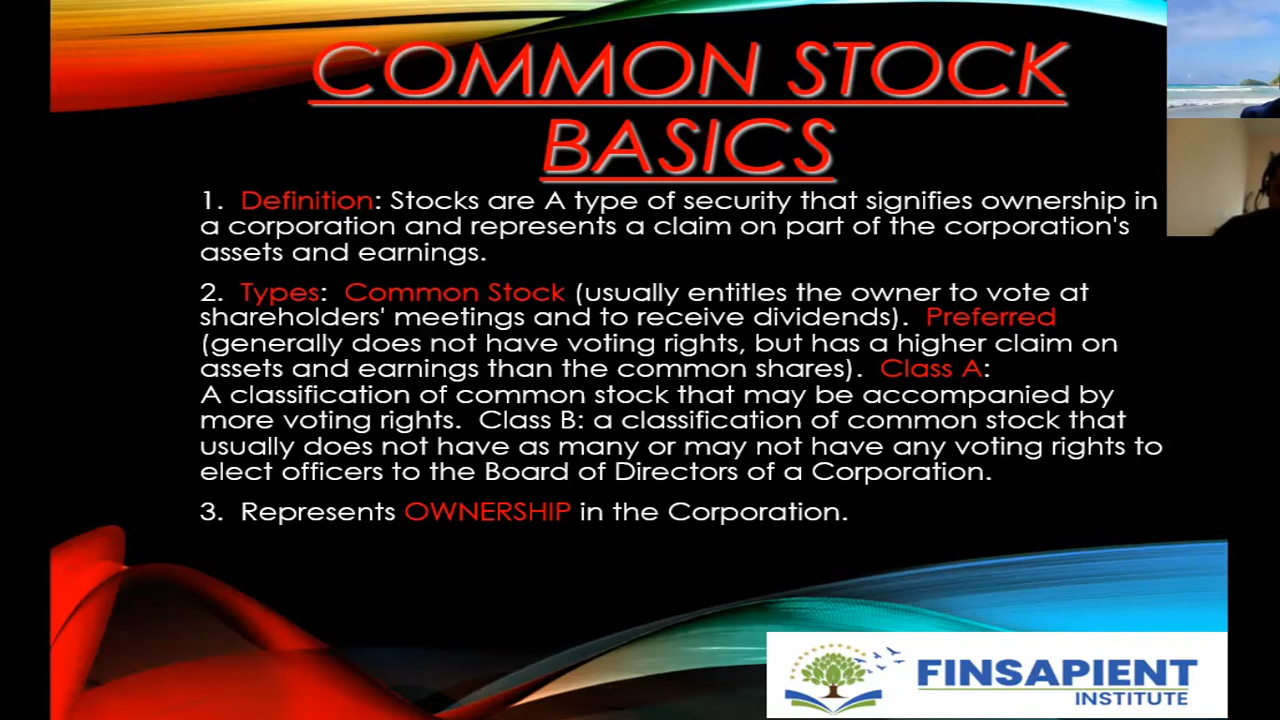 COMMON STOCK
BASICS
1. Definition: Stocks are A type of security that signifies ownership in
a corporation and represents a claim on part of the corporation's
assets and earnings.
2. Types: Common Stock (usually entitles the owner to vote at
shareholders' meetings and to receive dividends). Preferred
(generally does not have voting rights, but has a higher claim on
assets and earnings than the common shares). Class A:
A classification of common stock that may be accompanied by
more voting rights. Class B: a classification of common stock that
usually does not have as many or may not have any voting rights to
elect officers to the Board of Directors of a Corporation.
3. Represents OWNERSHIP in the Corporation.
FINSAPIENT
INSTITUTE